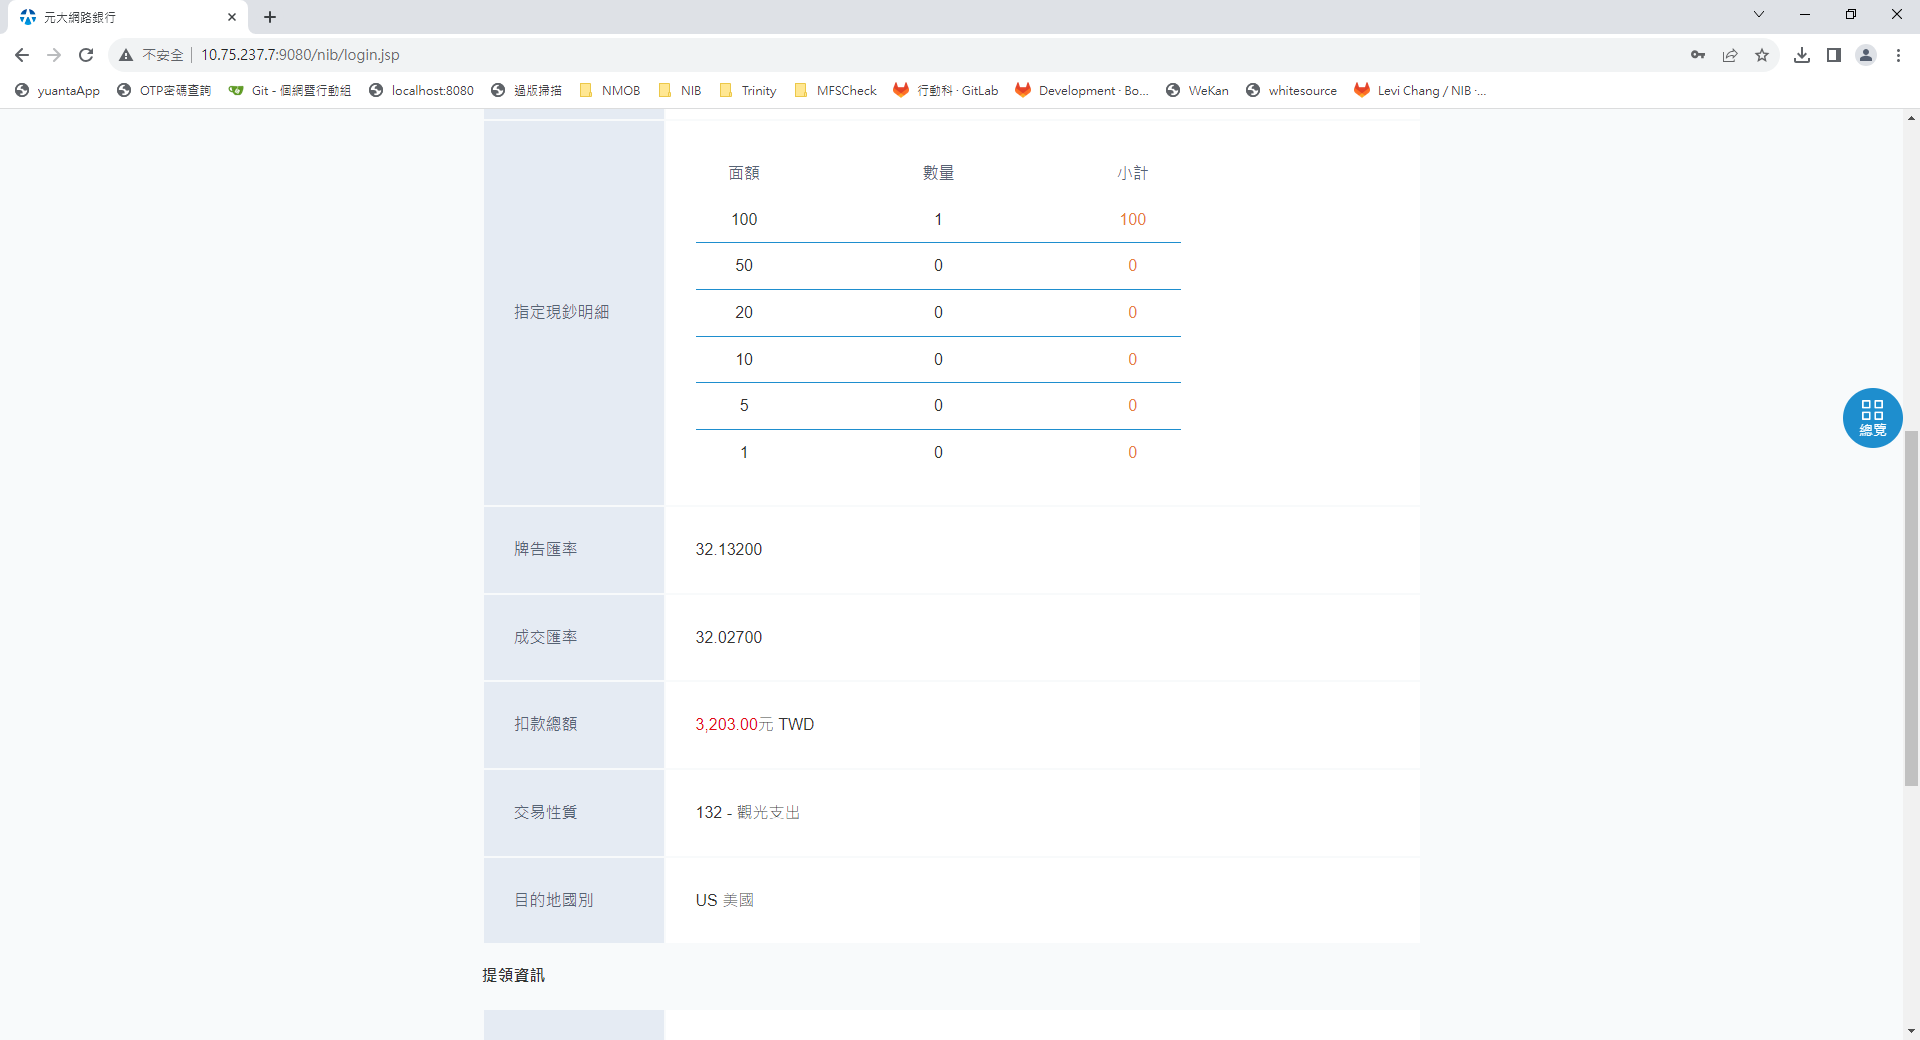 元大網路銀行
不安全 10.75.237.7:9080/nib/login.jsp
yuantaApp OTP密碼查詢 Git - 個網暨行動組 localhost:8080 過版掃描 NMOB NIB Trinity MFSCheck 行動科 · GitLab Development · Bo... WeKan whitesource Levi Chang / NIB ·...
面額 數量 小計
100 1 100
50 0 0
指定現鈔明細
20 0 0
10 0 0
5 0 0
1 0 0
總覽
牌告匯率 32.13200
成交匯率 32.02700
扣款總額 3,203.00元 TWD
交易性質 132 - 觀光支出
目的地國別 US 美國
提領資訊